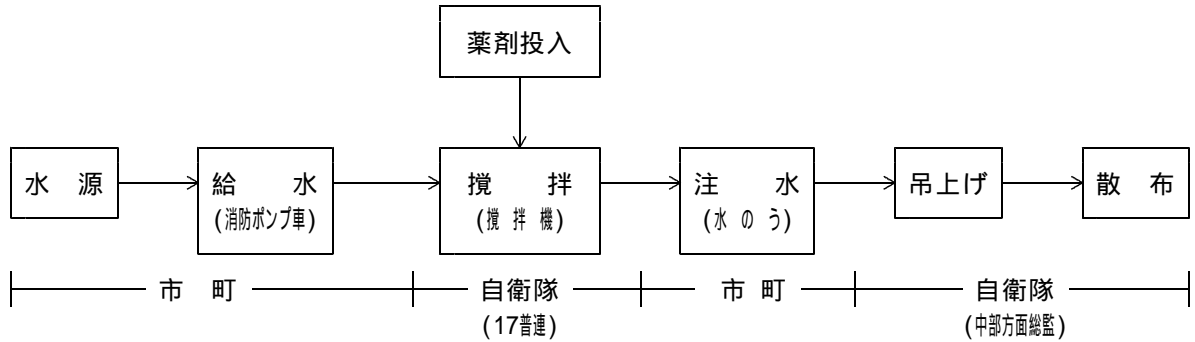 薬剤投入
水 源
給 水
(消防ポンプ車)
撹 拌
(撹 拌 機)
注 水
(水 の う)
吊上げ
散 布
市 町
自衛隊
(17普連)
市 町
自衛隊
(中部方面総監)